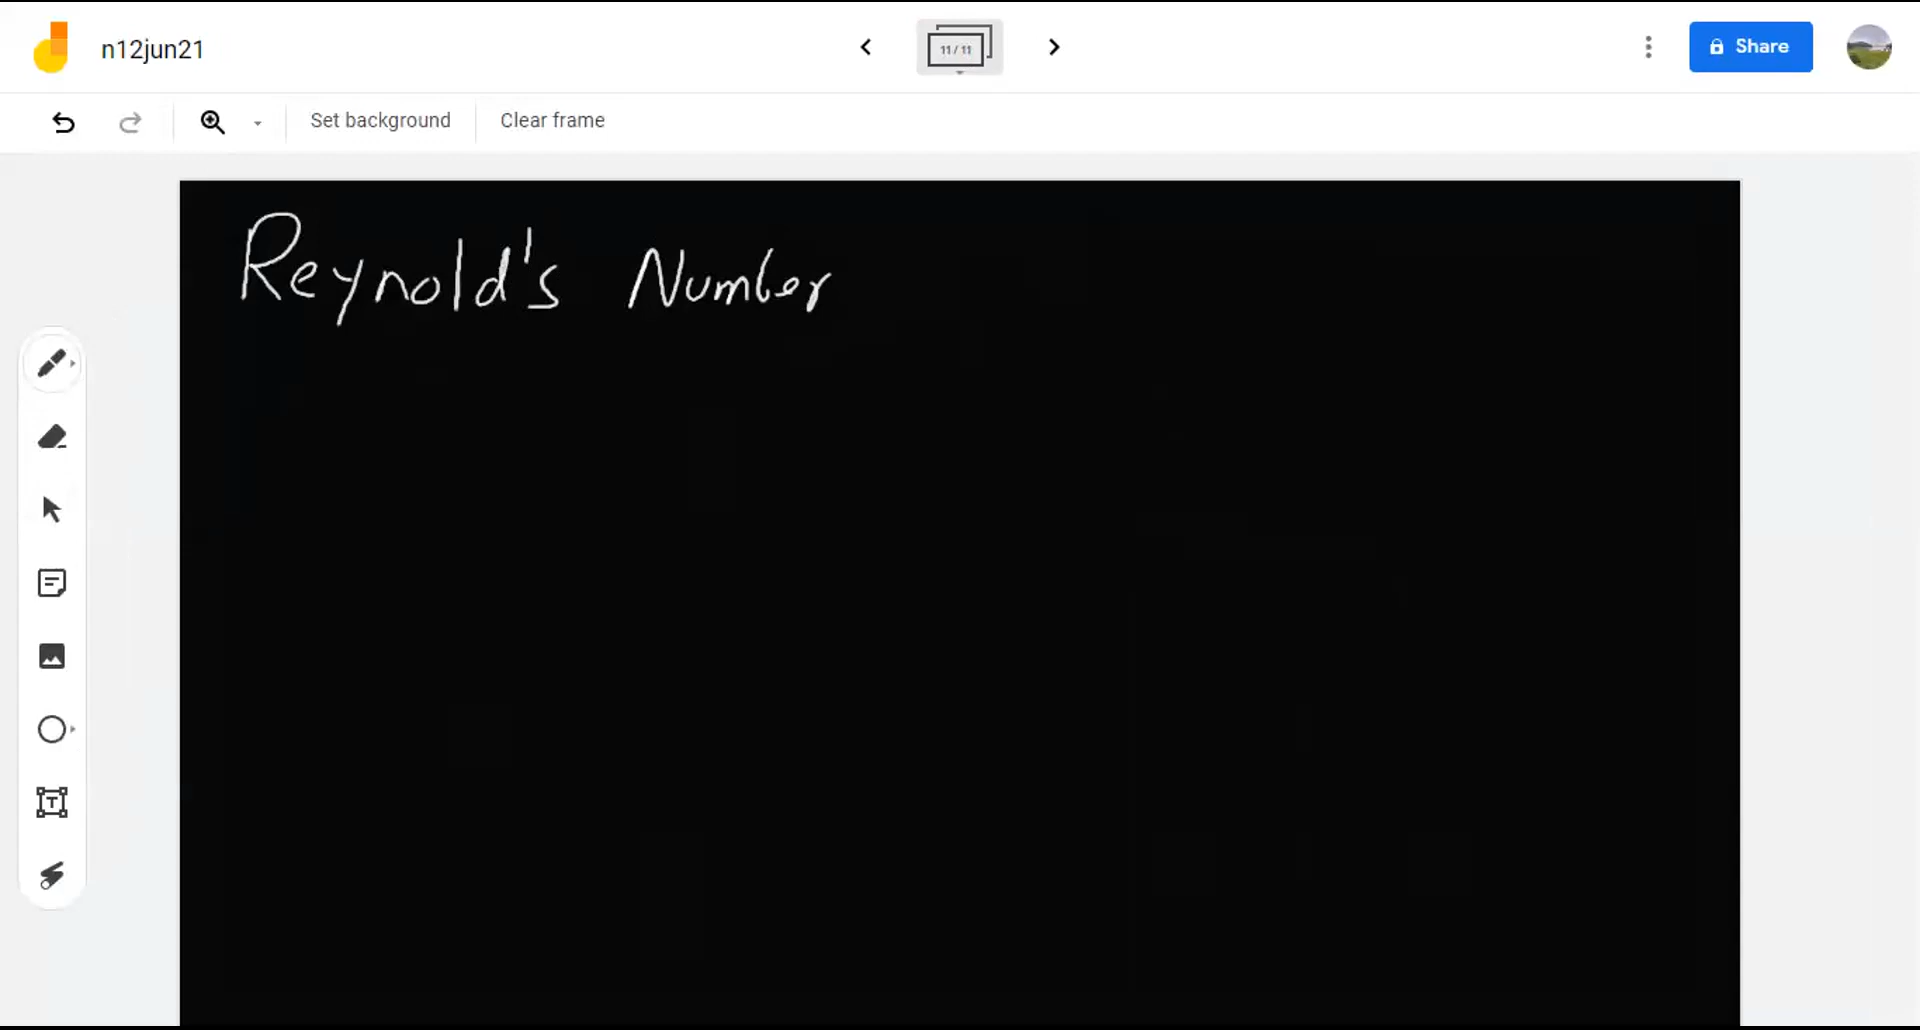 n12jun21
11 / 11
Share
Set background
Clear frame
Reynold's Number